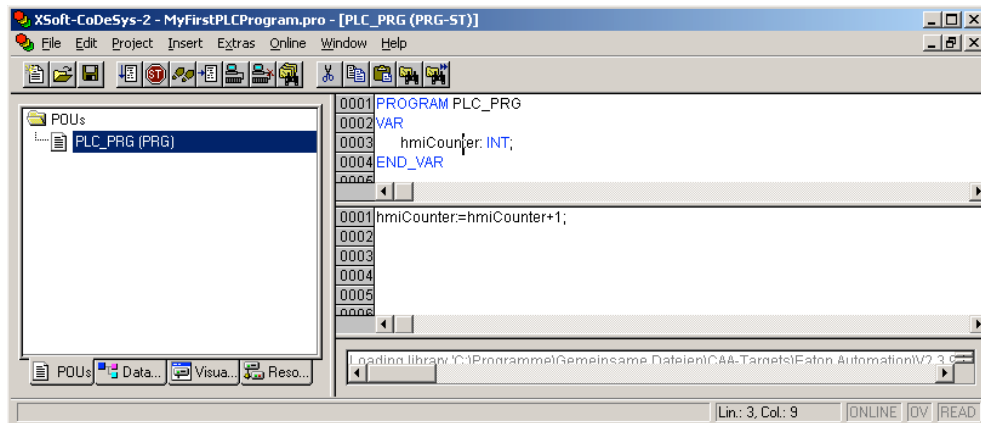 XSoft-CoDeSys-2 - MyFirstPLCProgram.pro - [PLC_PRG (PRG-ST)]
File Edit Project Insert Extras Online Window Help
POUs
PLC_PRG (PRG)
0001 PROGRAM PLC_PRG
0002 VAR
0003 hmiCounter: INT;
0004 END_VAR
0005
0001 hmiCounter:=hmiCounter+1;
0002
0003
0004
0005
0006
POUs Data... Visua... Reso...
Loading library 'C:\Programme\Gemeinsame Dateien\CAA-Targets\Eaton Automation\V2.3.9
Lin.: 3, Col.: 9 ONLINE OV READ